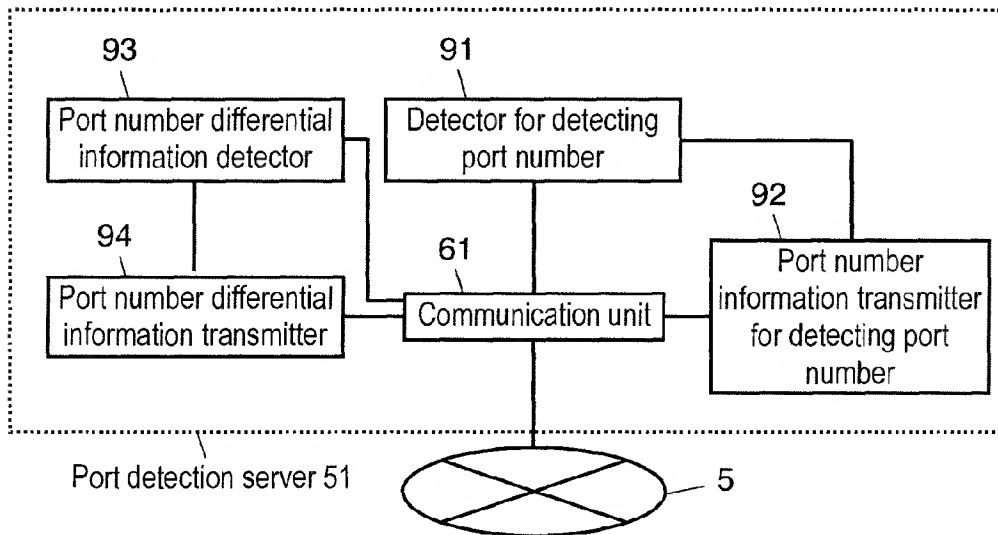 93
Port number differential
information detector
91
Detector for detecting
port number
94
Port number differential
information transmitter
61
Communication unit
92
Port number
information transmitter
for detecting port
number
Port detection server 51
5